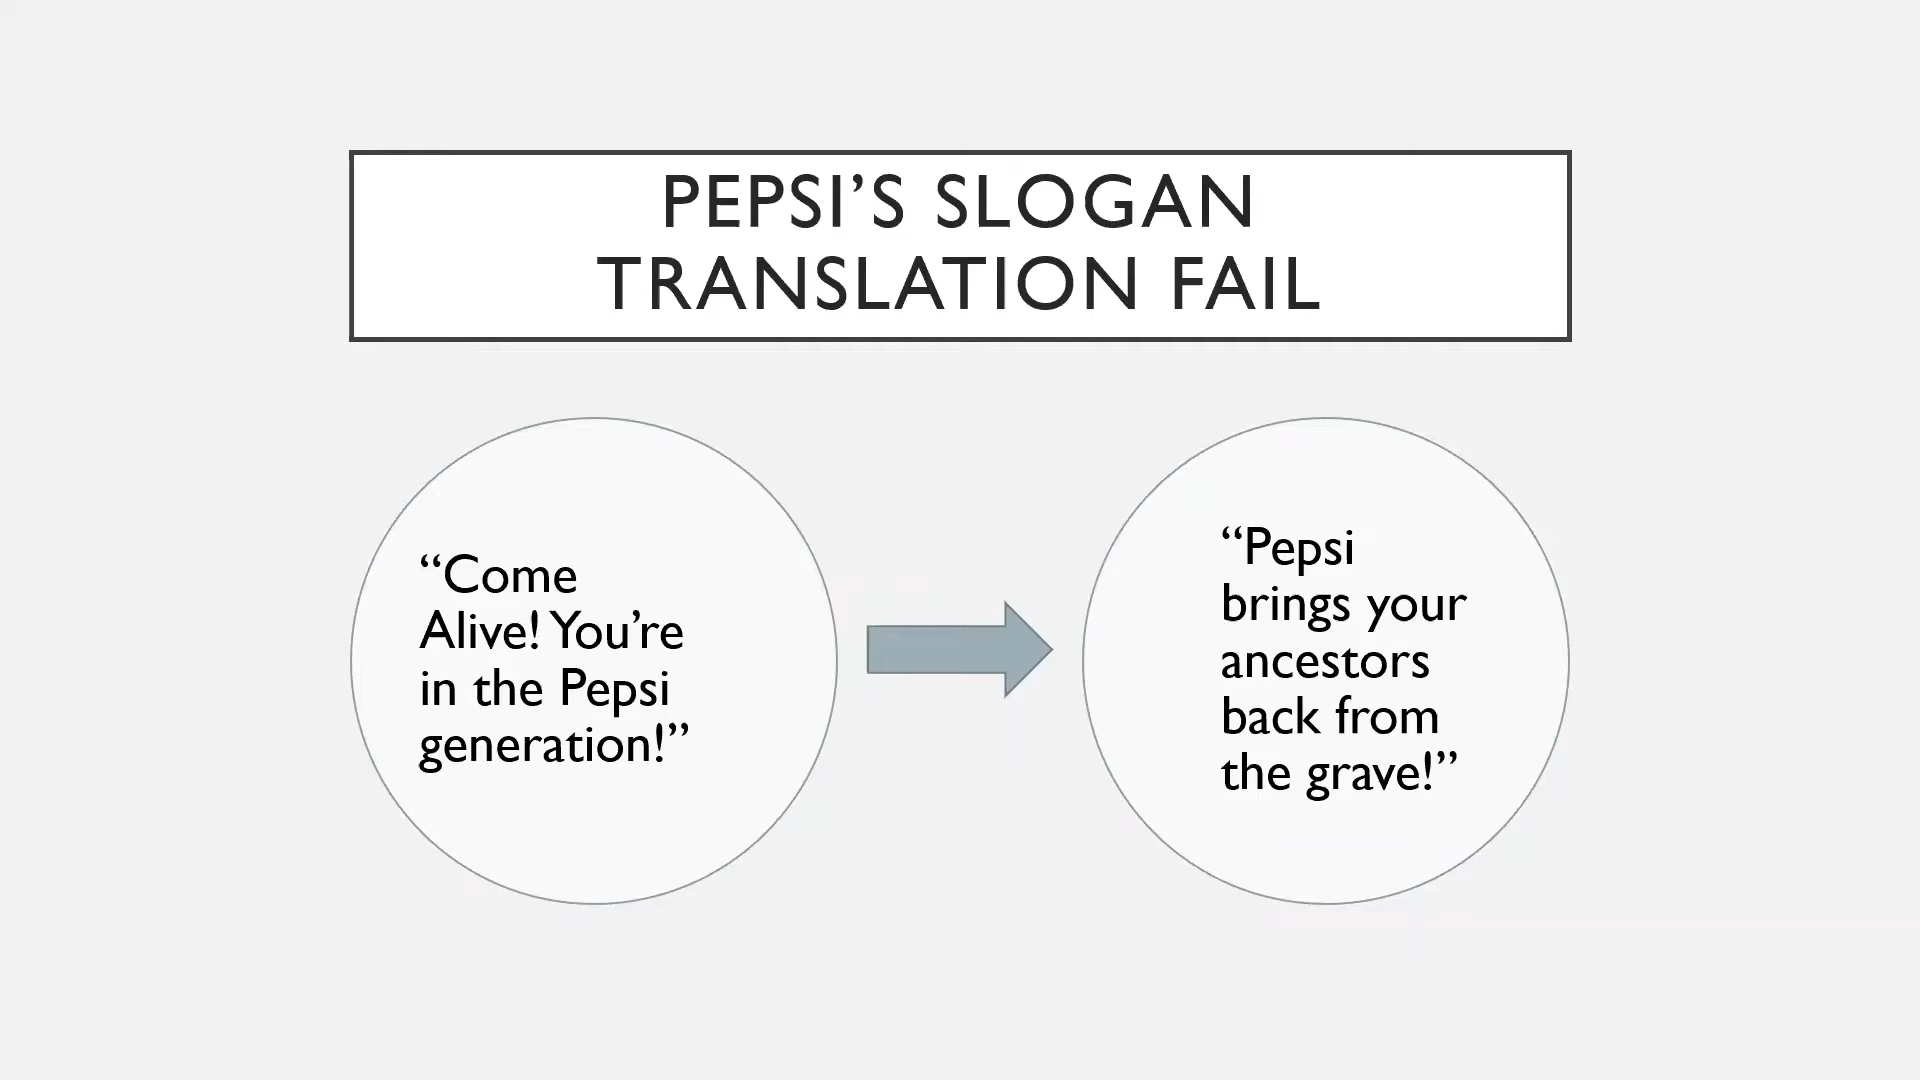 PEPSI’S SLOGAN
TRANSLATION FAIL
“Come
Alive! You’re
in the Pepsi
generation!”
“Pepsi
brings your
ancestors
back from
the grave!”